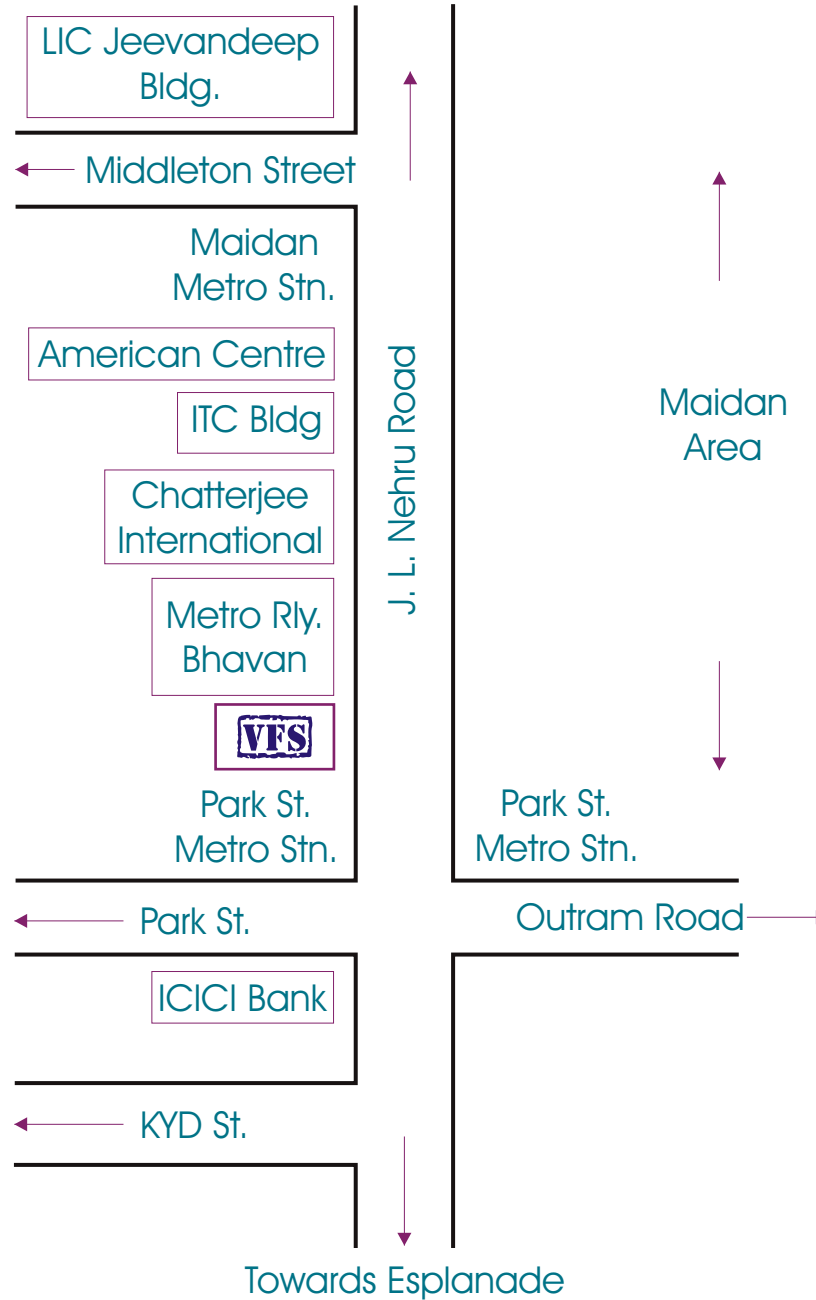 LIC Jeevandeep
Bldg.
Middleton Street
Maidan
Metro Stn.
American Centre
ITC Bldg
Chatterjee
International
Metro Rly.
Bhavan
VFS
Park St.
Metro Stn.
J. L. Nehru Road
Maidan
Area
Park St.
Metro Stn.
Park St.
Outram Road
ICICI Bank
KYD St.
Towards Esplanade